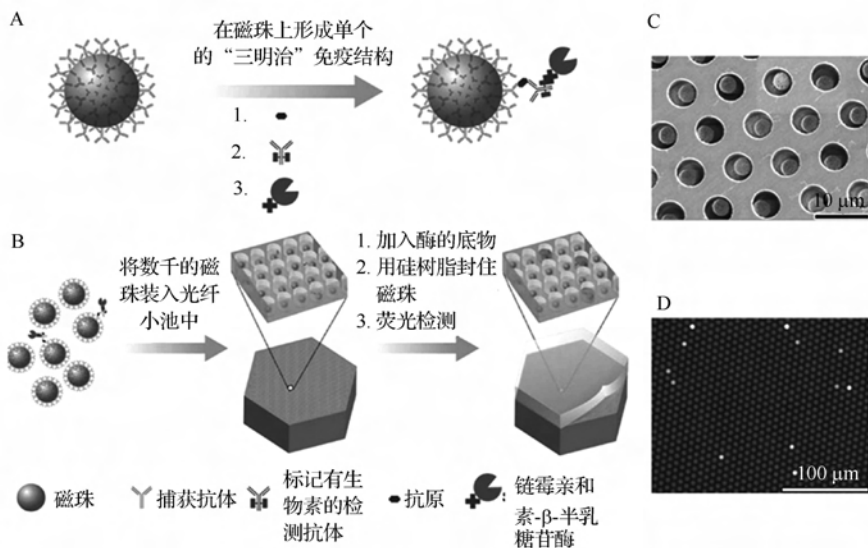 A
在磁珠上形成单个
的“三明治”免疫结构
1.
2.
3.
B
将数千的磁
珠装入光纤
小池中
1. 加入酶的底物
2. 用硅树脂封住
磁珠
3. 荧光检测
C
10 μm
D
100 μm
磁珠
捕获抗体
标记有生
物素的检
测抗体
抗原
链霉亲和
素-β-半乳
糖苷酶